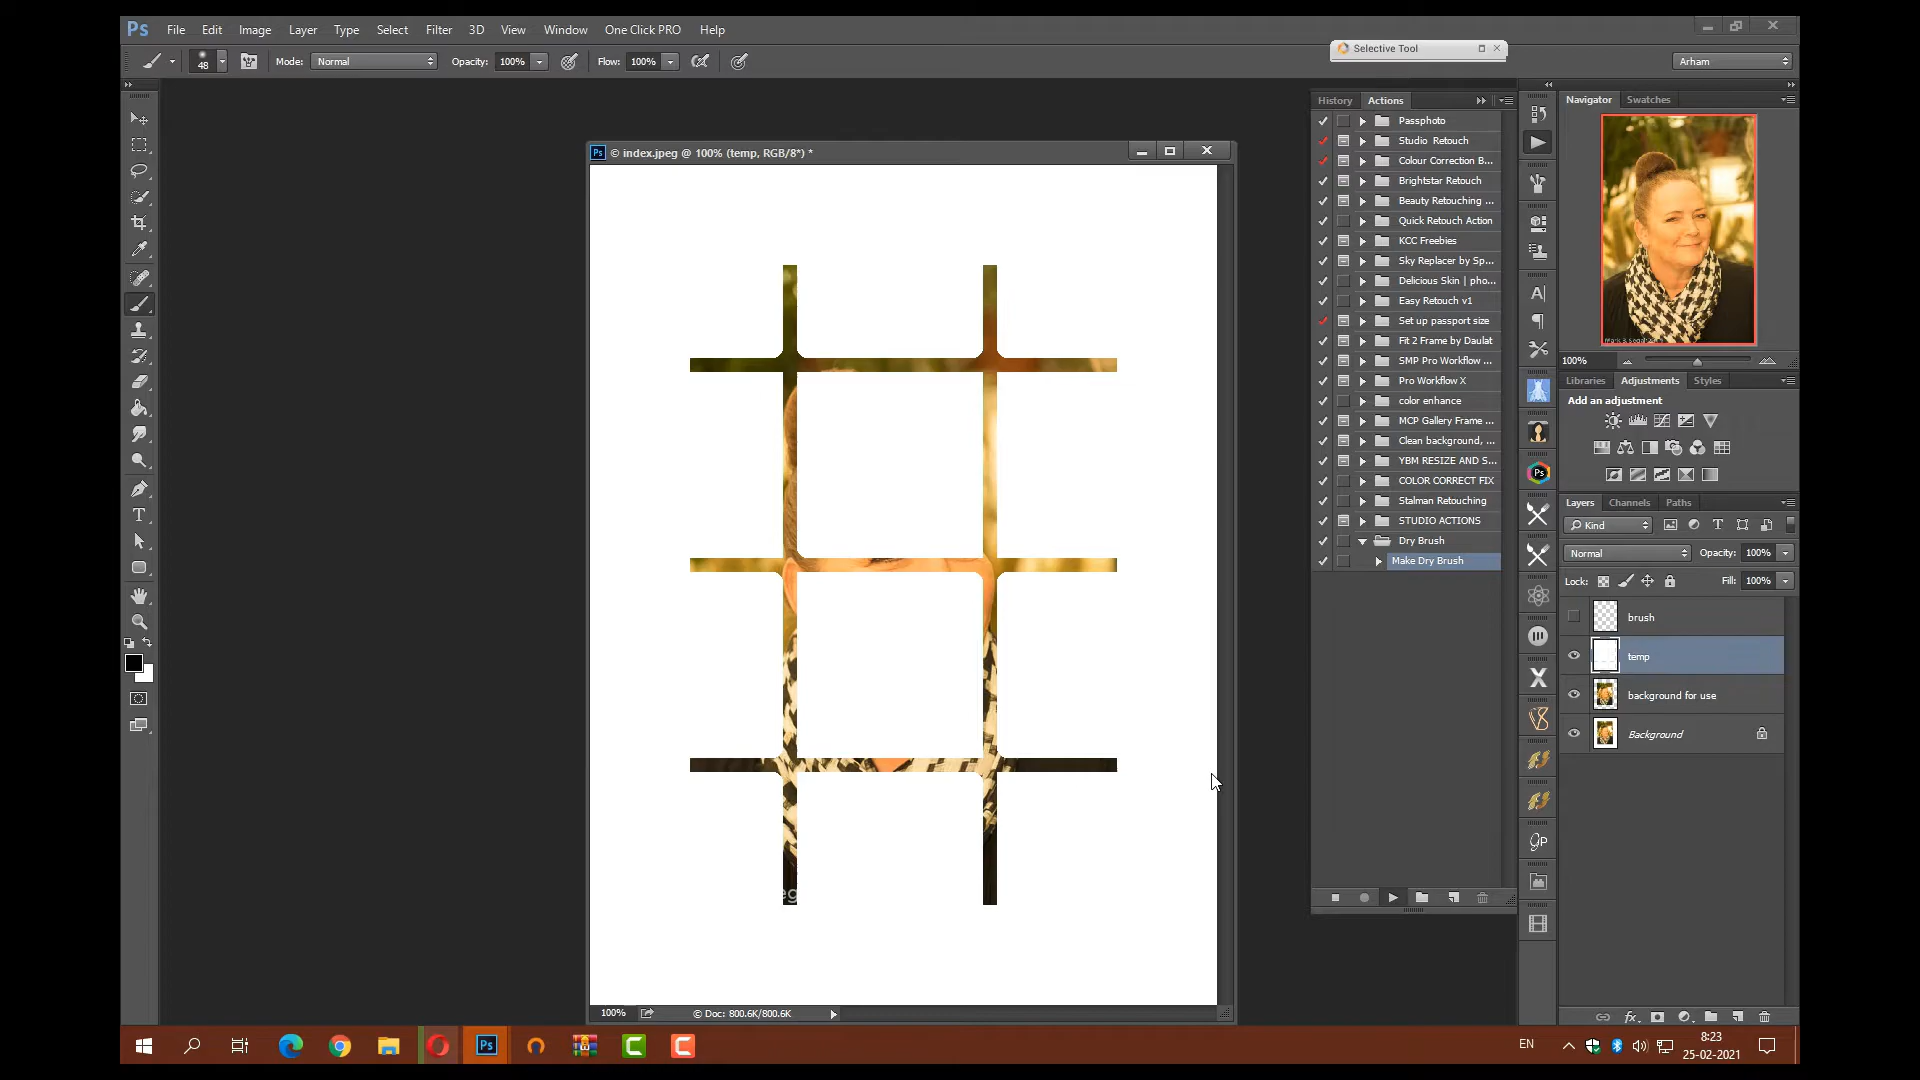 Ps File Edit Image Layer Type Select Filter 3D View Window One Click PRO Help
48 Mode: Normal Opacity: 100% Flow: 100% Selective Tool Arham
History Actions
Navigator Swatches
Ps © index.jpeg @ 100% (temp, RGB/8*) *
Passphoto
Studio Retouch
Colour Correction B...
Brightstar Retouch
Beauty Retouching ...
Quick Retouch Action
KCC Freebies
Sky Replacer by Sp...
Delicious Skin | pho...
Easy Retouch v1
Set up passport size
Fit 2 Frame by Daulat
SMP Pro Workflow ...
Pro Workflow X
color enhance
MCP Gallery Frame ...
Clean background, ...
YBM RESIZE AND S...
COLOR CORRECT FIX
Stalman Retouching
STUDIO ACTIONS
Dry Brush
Make Dry Brush
100%
Libraries Adjustments Styles
Add an adjustment
Ps
Layers Channels Paths
Kind
Normal Opacity: 100%
Lock: Fill: 100%
brush
temp
background for use
Background
eg
100% © Doc: 800.6K/800.6K
fx
Ps
EN
8:23
25-02-2021